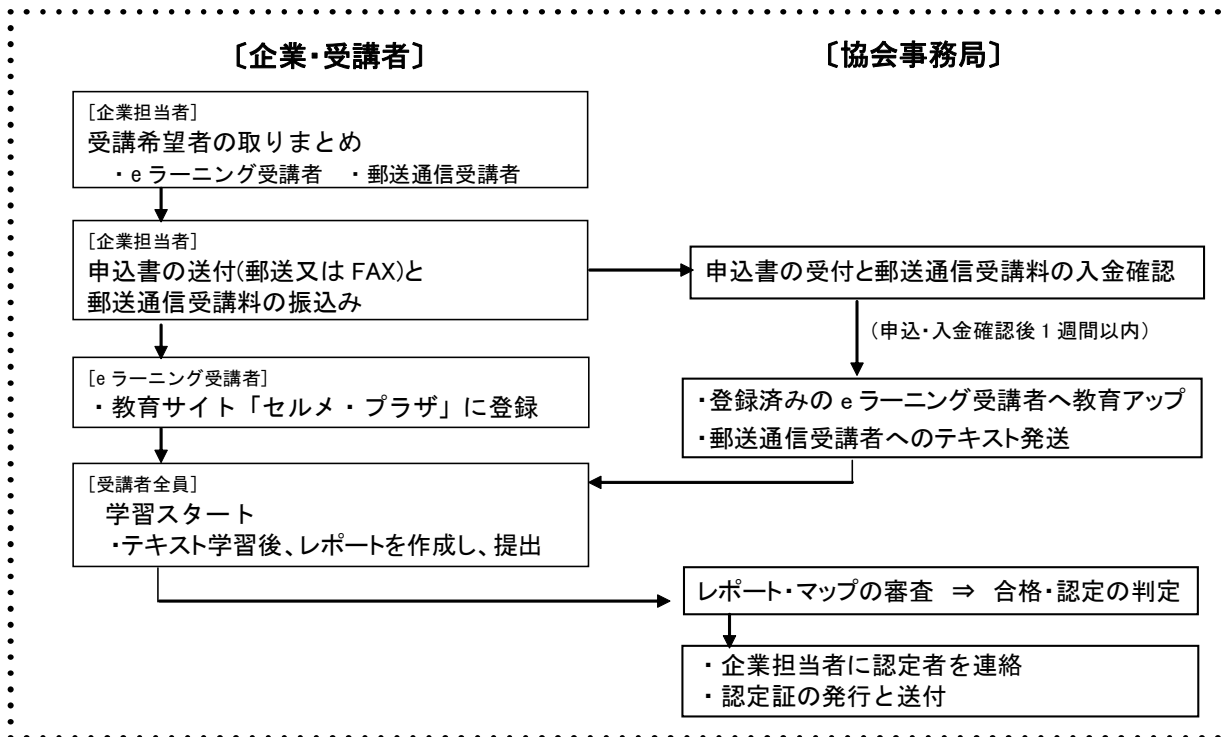 〔企業・受講者〕
〔協会事務局〕
[企業担当者]
受講希望者の取りまとめ
・eラーニング受講者 ・郵送通信受講者
[企業担当者]
申込書の送付(郵送又は FAX)と
郵送通信受講料の振込み
申込書の受付と郵送通信受講料の入金確認
(申込・入金確認後 1 週間以内)
[e ラーニング受講者]
・教育サイト「セルメ・プラザ」に登録
・登録済みの e ラーニング受講者へ教育アップ
・郵送通信受講者へのテキスト発送
[受講者全員]
学習スタート
・テキスト学習後、レポートを作成し、提出
レポート・マップの審査 ⇒ 合格・認定の判定
・企業担当者に認定者を連絡
・認定証の発行と送付